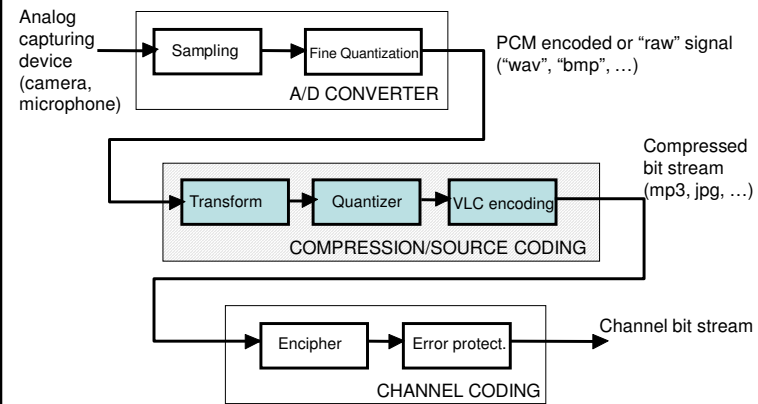 Analog
capturing
device
(camera,
microphone)
Sampling
Fine Quantization
A/D CONVERTER
PCM encoded or “raw” signal
(“wav”, “bmp”, …)
Compressed
bit stream
(mp3, jpg, …)
Transform
Quantizer
VLC encoding
COMPRESSION/SOURCE CODING
Encipher
Error protect.
CHANNEL CODING
Channel bit stream